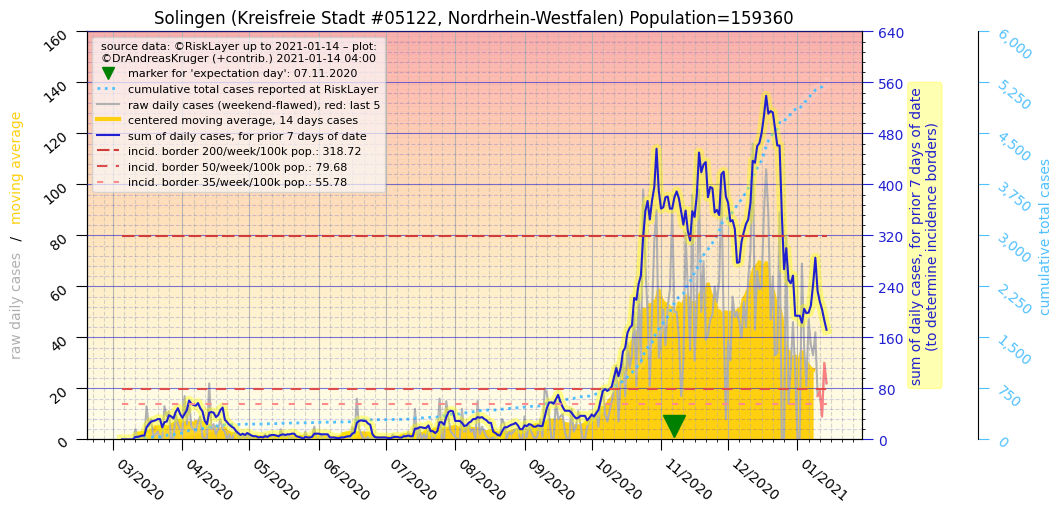 Solingen (Kreisfreie Stadt #05122, Nordrhein-Westfalen) Population=159360
source data: ©RiskLayer up to 2021-01-14 – plot:
©DrAndreasKruger (+contrib.) 2021-01-14 04:00
marker for 'expectation day': 07.11.2020
cumulative total cases reported at RiskLayer
raw daily cases (weekend-flawed), red: last 5
centered moving average, 14 days cases
sum of daily cases, for prior 7 days of date
incid. border 200/week/100k pop.: 318.72
incid. border 50/week/100k pop.: 79.68
incid. border 35/week/100k pop.: 55.78
raw daily cases / moving average
160
140
120
100
80
60
40
20
0
03/2020
04/2020
05/2020
06/2020
07/2020
08/2020
09/2020
10/2020
11/2020
12/2020
01/2021
640
560
480
400
320
240
160
80
0
sum of daily cases, for prior 7 days of date
(to determine incidence borders)
6,000
5,250
4,500
3,750
3,000
2,250
1,500
750
0
cumulative total cases